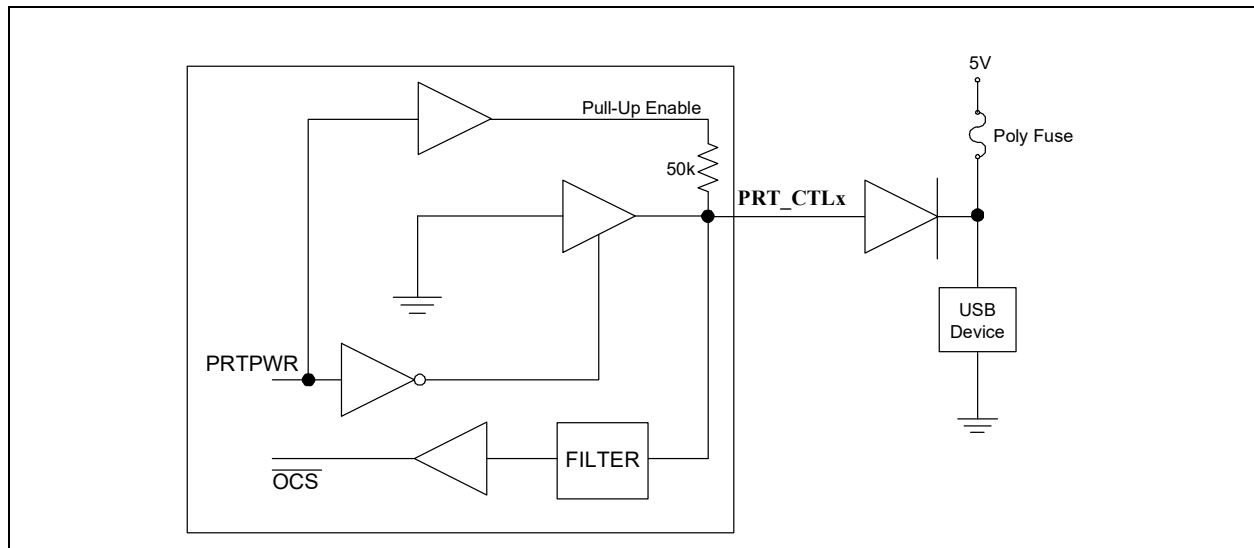 5V
Pull-Up Enable
Poly Fuse
50k
PRT_CTLx
USB
Device
PRTPWR
FILTER
OCS